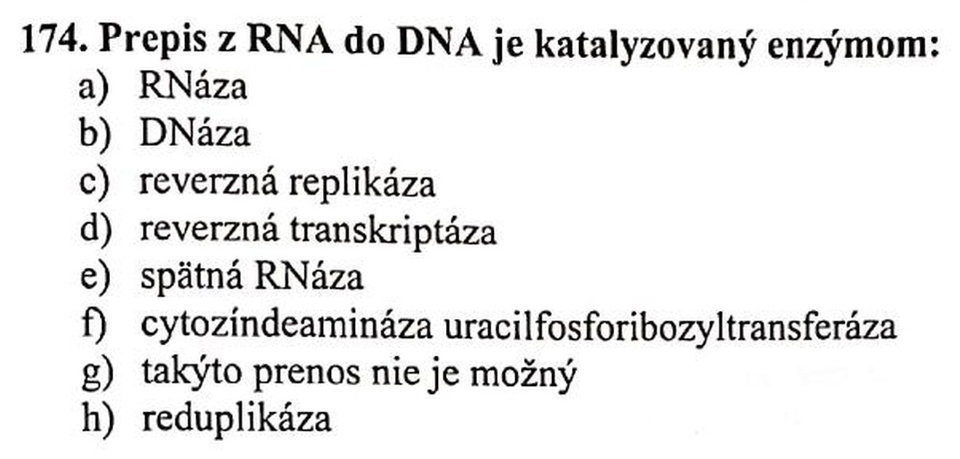 174. Prepis z RNA do DNA je katalyzovaný enzýmom:
a) RNáza
b) DNáza
c) reverzná replikáza
d) reverzná transkriptáza
e) spätná RNáza
f) cytozíndeamináza uracilfosforibozyltransferáza
g) takýto prenos nie je možný
h) reduplikáza